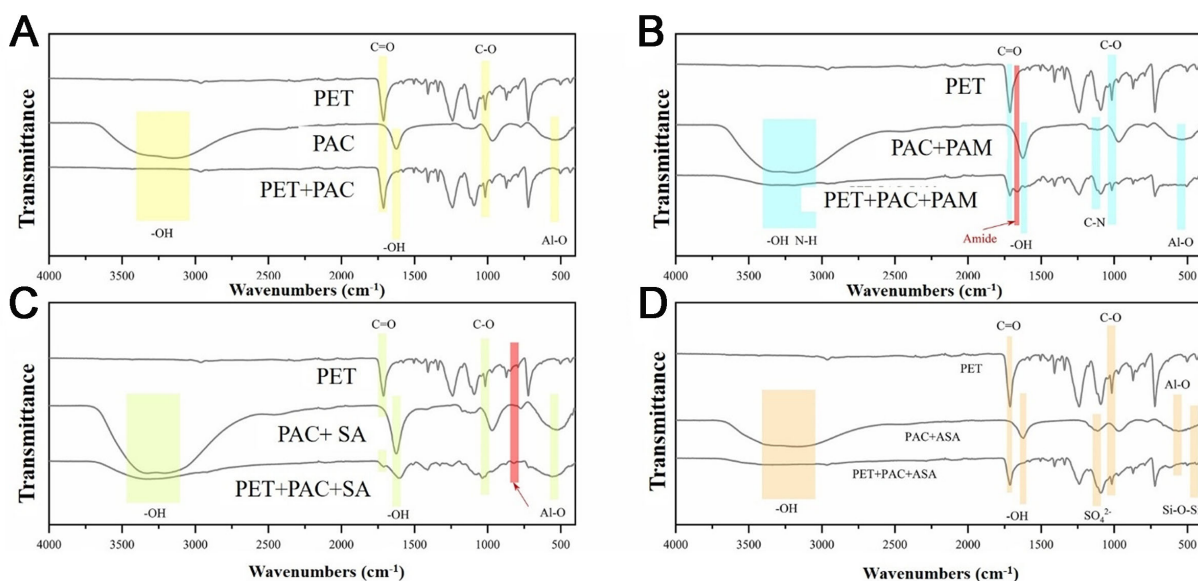 A
C=O
C-O
PET
PAC
PET+PAC
-OH
-OH
Al-O
Transmittance
4000 3500 3000 2500 2000 1500 1000 500
Wavenumbers (cm-1)
B
C=O
C-O
PET
PAC+PAM
PET+PAC+PAM
-OH N-H
Amide
-OH
C-N
Al-O
Transmittance
4000 3500 3000 2500 2000 1500 1000 500
Wavenumbers (cm-1)
C
C=O
C-O
PET
PAC+ SA
PET+PAC+SA
-OH
-OH
Al-O
Transmittance
4000 3500 3000 2500 2000 1500 1000 500
Wavenumbers (cm-1)
D
C=O
C-O
PET
Al-O
PAC+ASA
PET+PAC+ASA
-OH
-OH
SO₄²⁻
Si-O-Si
Transmittance
4000 3500 3000 2500 2000 1500 1000 500
Wavenumbers (cm-1)